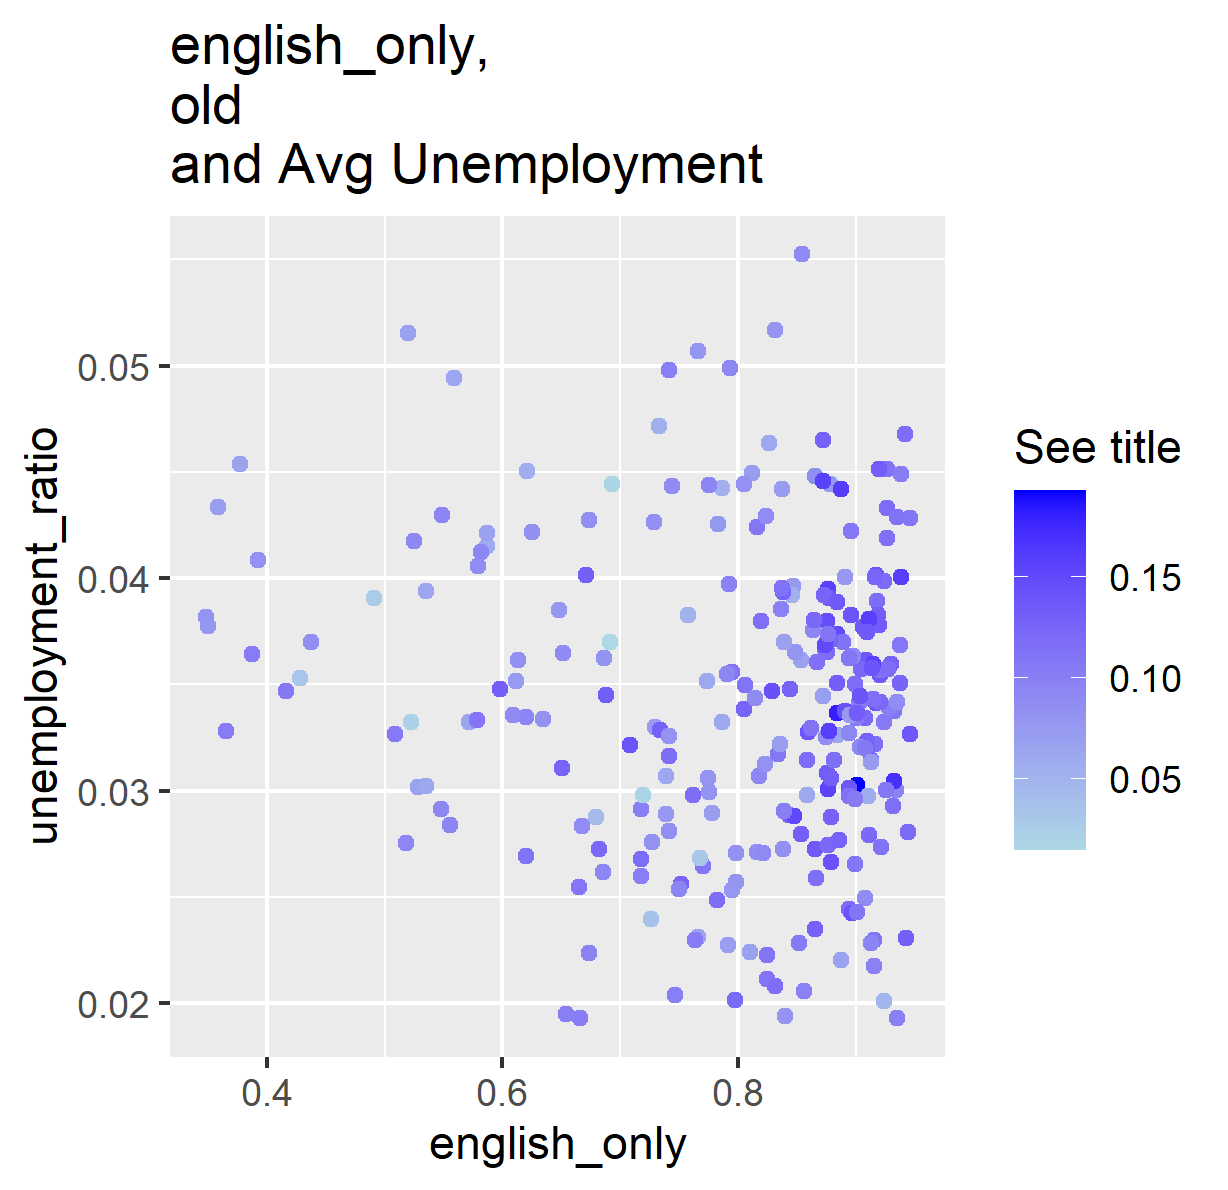 english_only,
old
and Avg Unemployment
unemployment_ratio
0.05
0.04
0.03
0.02
0.4 0.6 0.8
english_only
See title
0.15
0.10
0.05